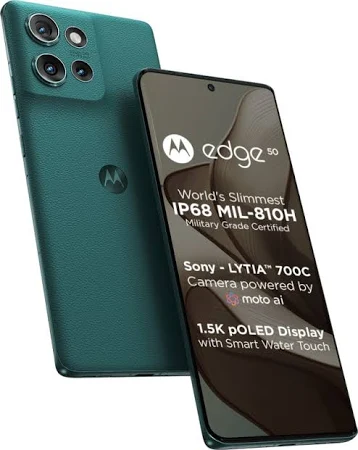 edge 50
World's Slimmest
IP68 MIL-810H
Military Grade Certified
Sony - LYTIA™ 700C
Camera powered by
moto ai
1.5K pOLED Display
with Smart Water Touch